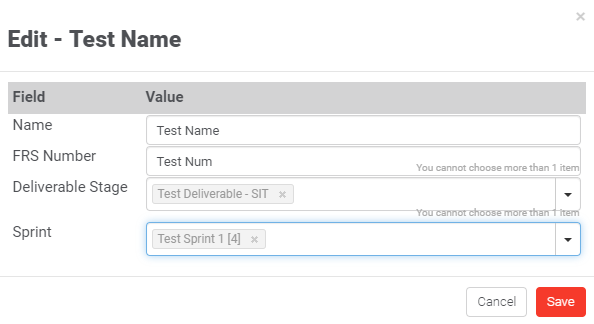 ×
Edit - Test Name
Field Value
Name Test Name
FRS Number Test Num
You cannot choose more than 1 item
Deliverable Stage Test Deliverable - SIT ×
You cannot choose more than 1 item
Sprint Test Sprint 1 [4] ×
Cancel Save